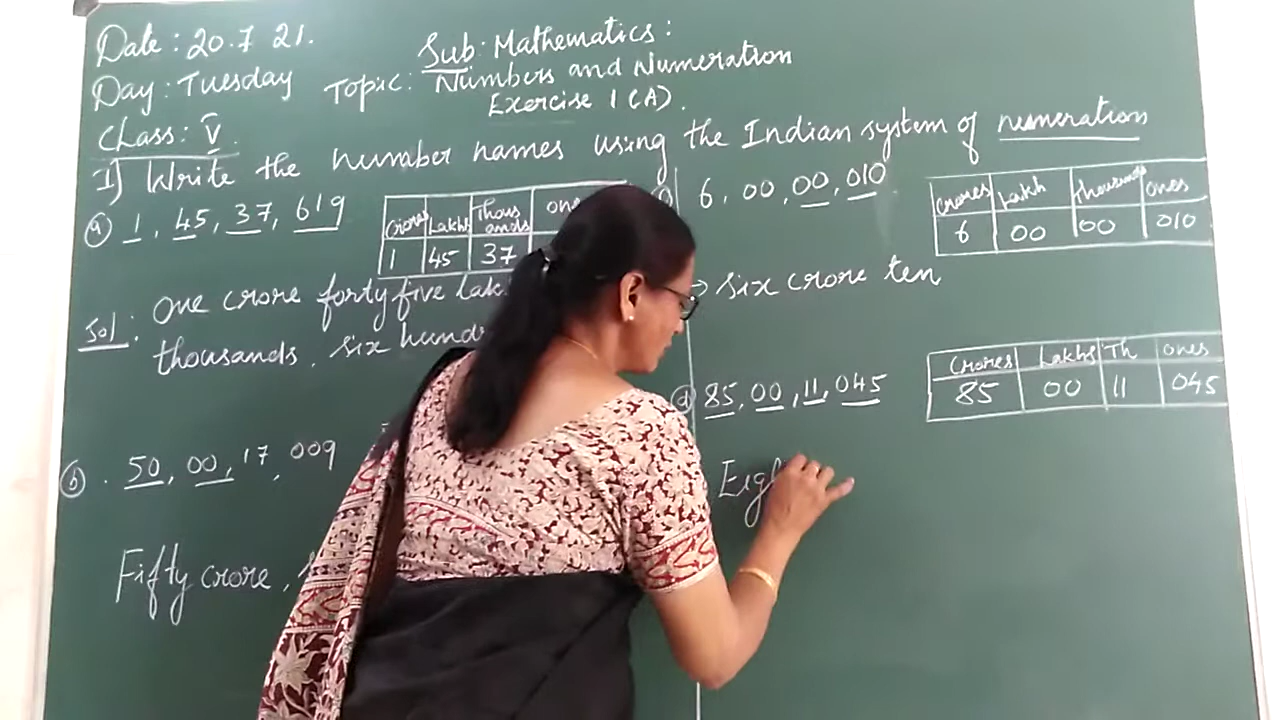 Date: 20.7 21.
Sub: Mathematics:
Day: Tuesday
Topic: Numbers and Numeration
Exercise 1 (A).
Class: V.
I) Write the number names using the Indian system of numeration
a) 1, 45, 37, 619
Crores Lakhs Thousands
1 45 37
Sol: One crore forty five
thousands, six
b). 50, 00, 17, 009
Fifty crore,
6, 00, 00, 010
Crores Lakh Thousands Ones
6 00 00 010
→ six crore ten
d) 85, 00, 11, 045
Crores Lakhs Th Ones
85 00 11 045